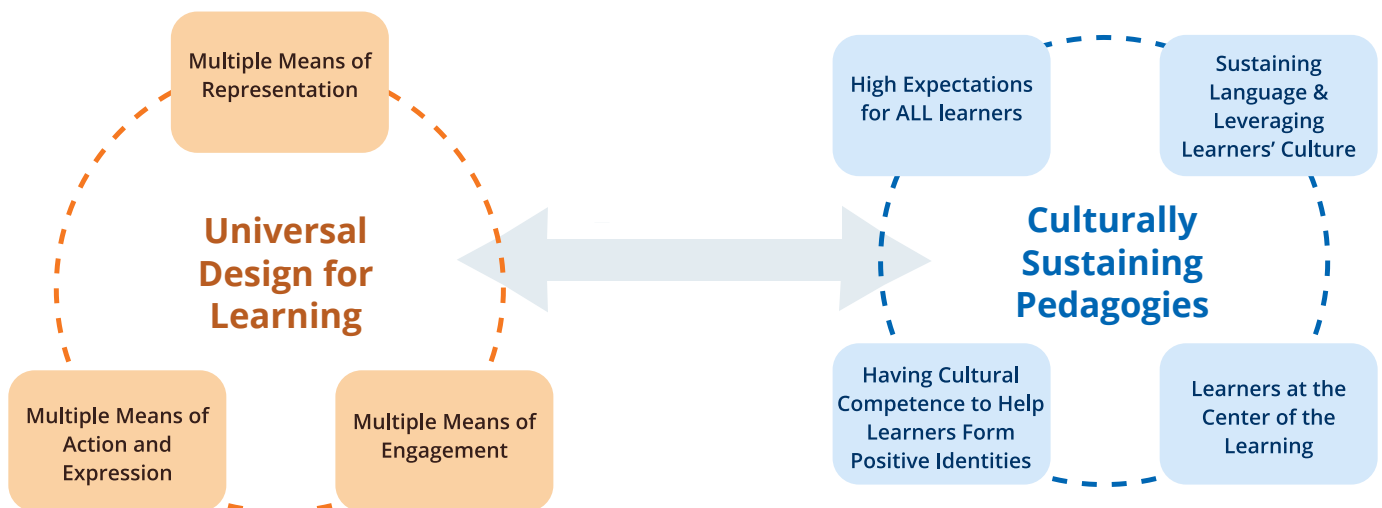 Multiple Means of
Representation
Universal
Design for
Learning
Multiple Means of
Action and
Expression
Multiple Means of
Engagement
High Expectations
for ALL learners
Sustaining
Language &
Leveraging
Learners’ Culture
Culturally
Sustaining
Pedagogies
Having Cultural
Competence to Help
Learners Form
Positive Identities
Learners at the
Center of the
Learning